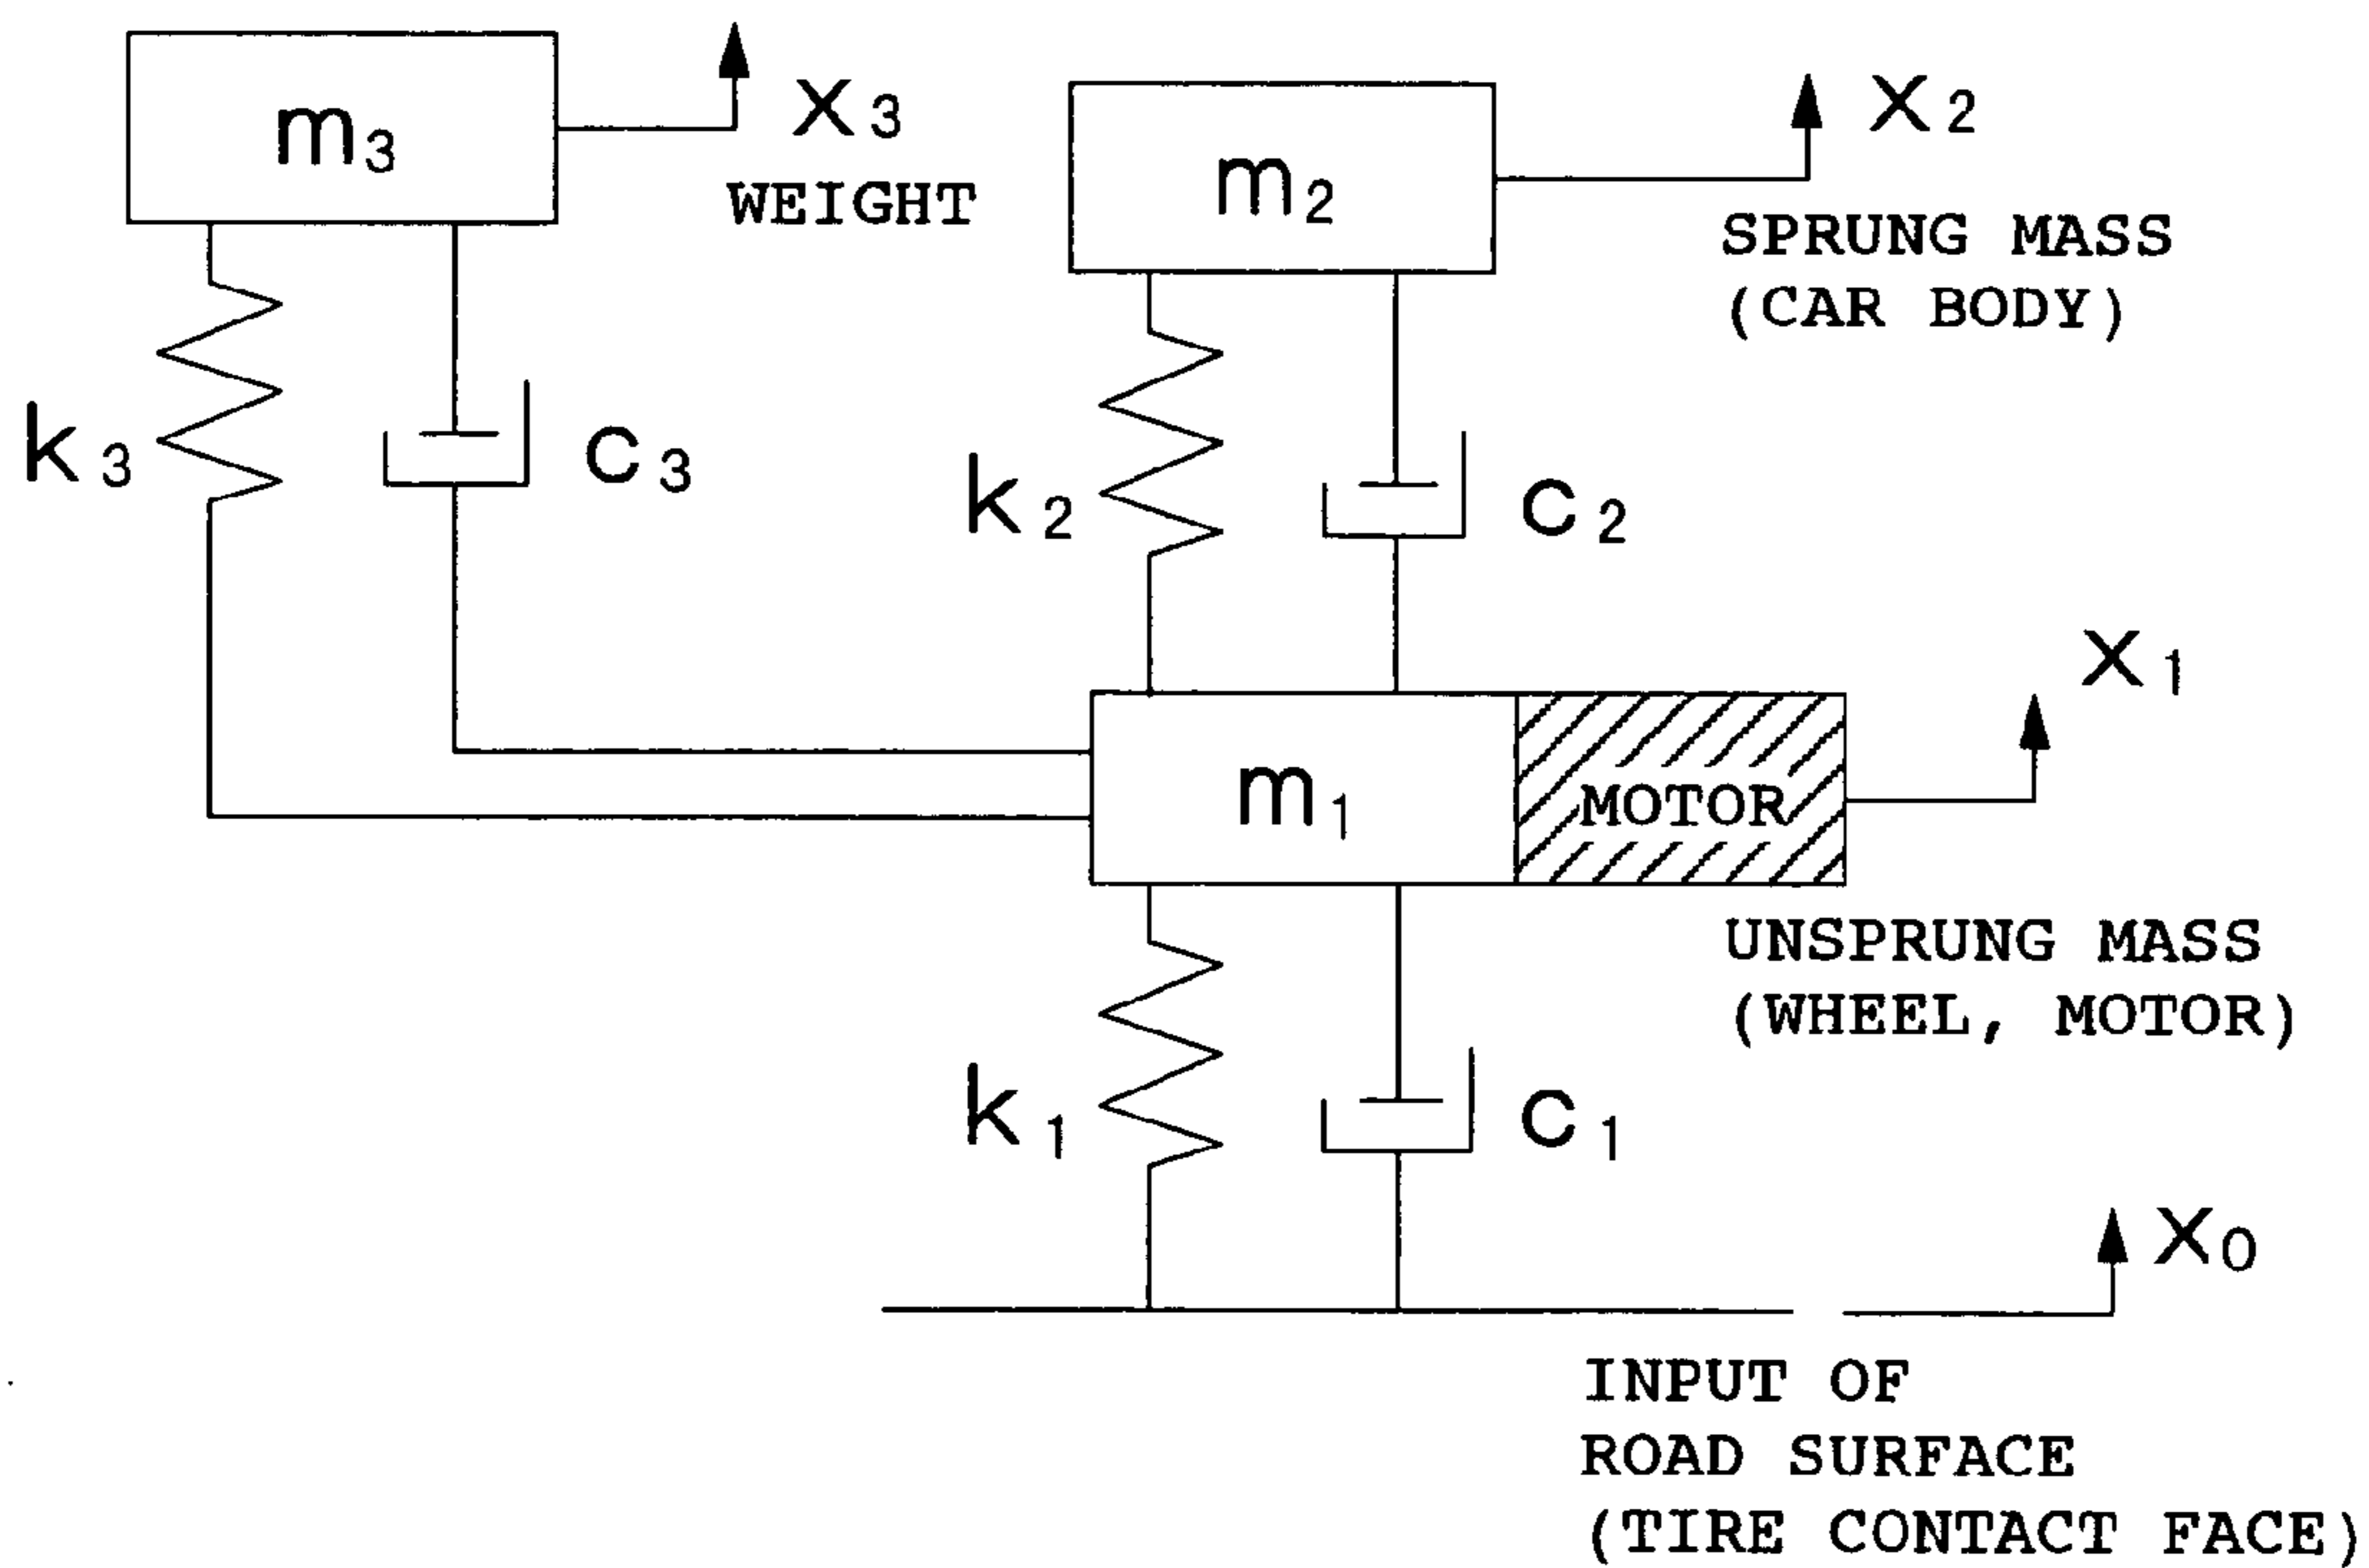 m3
x3
WEIGHT
m2
x2
SPRUNG MASS
(CAR BODY)
k3
c3
k2
c2
x1
m1
MOTOR
UNSPRUNG MASS
(WHEEL, MOTOR)
k1
c1
x0
INPUT OF
ROAD SURFACE
(TIRE CONTACT FACE)